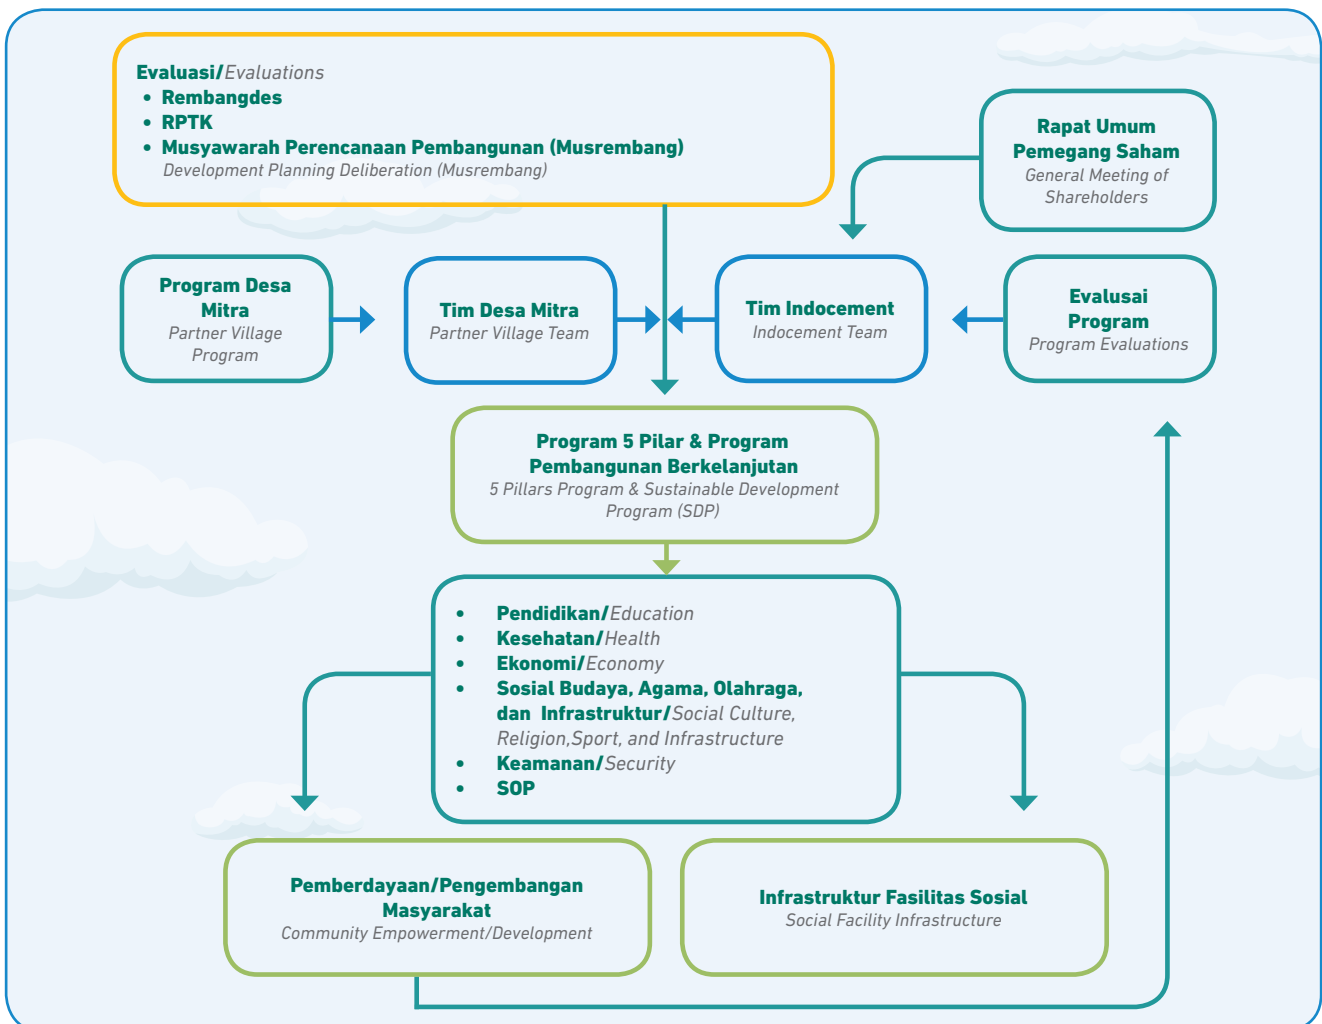 Evaluasi/Evaluations
• Rembangdes
• RPTK
• Musyawarah Perencanaan Pembangunan (Musrembang)
Development Planning Deliberation (Musrembang)
Rapat Umum
Pemegang Saham
General Meeting of
Shareholders
Program Desa
Mitra
Partner Village
Program
Tim Desa Mitra
Partner Village Team
Tim Indocement
Indocement Team
Evalusai
Program
Program Evaluations
Program 5 Pilar & Program
Pembangunan Berkelanjutan
5 Pillars Program & Sustainable Development
Program (SDP)
• Pendidikan/Education
• Kesehatan/Health
• Ekonomi/Economy
• Sosial Budaya, Agama, Olahraga,
dan Infrastruktur/Social Culture,
Religion,Sport, and Infrastructure
• Keamanan/Security
• SOP
Pemberdayaan/Pengembangan
Masyarakat
Community Empowerment/Development
Infrastruktur Fasilitas Sosial
Social Facility Infrastructure